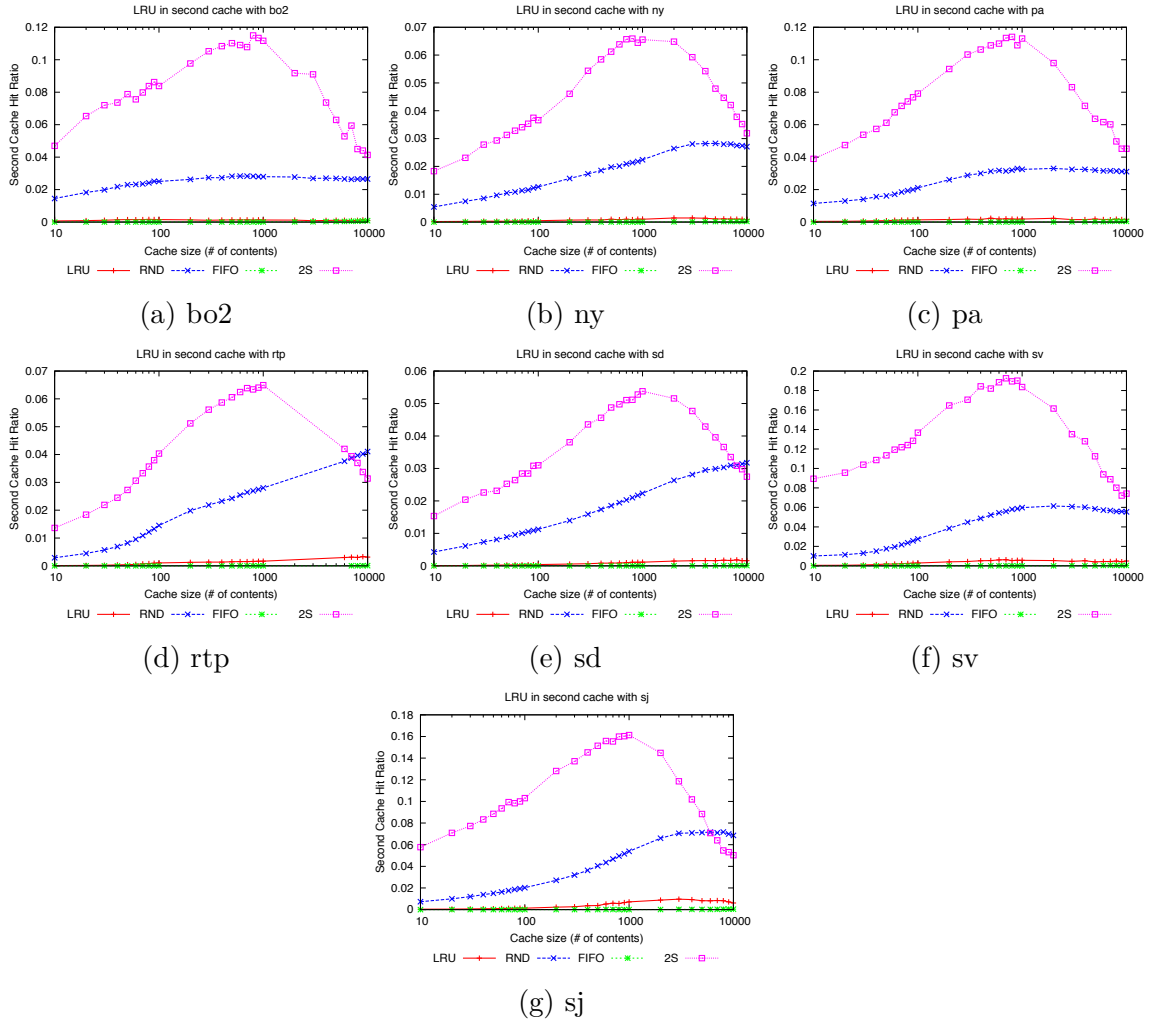 LRU in second cache with bo2
Second Cache Hit Ratio
0.12
0.1
0.08
0.06
0.04
0.02
0
10 100 1000 10000
Cache size (# of contents)
LRU RND FIFO 2S
(a) bo2
LRU in second cache with ny
Second Cache Hit Ratio
0.07
0.06
0.05
0.04
0.03
0.02
0.01
0
10 100 1000 10000
Cache size (# of contents)
LRU RND FIFO 2S
(b) ny
LRU in second cache with pa
Second Cache Hit Ratio
0.12
0.1
0.08
0.06
0.04
0.02
0
10 100 1000 10000
Cache size (# of contents)
LRU RND FIFO 2S
(c) pa
LRU in second cache with rtp
Second Cache Hit Ratio
0.07
0.06
0.05
0.04
0.03
0.02
0.01
0
10 100 1000 10000
Cache size (# of contents)
LRU RND FIFO 2S
(d) rtp
LRU in second cache with sd
Second Cache Hit Ratio
0.07
0.06
0.05
0.04
0.03
0.02
0.01
0
10 100 1000 10000
Cache size (# of contents)
LRU RND FIFO 2S
(e) sd
LRU in second cache with sv
Second Cache Hit Ratio
0.2
0.18
0.16
0.14
0.12
0.1
0.08
0.06
0.04
0.02
0
10 100 1000 10000
Cache size (# of contents)
LRU RND FIFO 2S
(f) sv
LRU in second cache with sj
Second Cache Hit Ratio
0.18
0.16
0.14
0.12
0.1
0.08
0.06
0.04
0.02
0
10 100 1000 10000
Cache size (# of contents)
LRU RND FIFO 2S
(g) sj